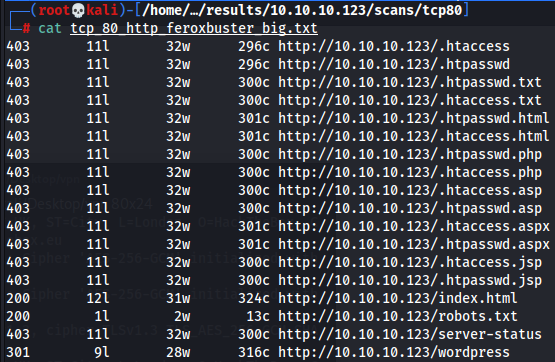 (root💀kali)-[/home/…/results/10.10.10.123/scans/tcp80]
# cat tcp_80_http_feroxbuster_big.txt
403 11l 32w 296c http://10.10.10.123/.htaccess
403 11l 32w 296c http://10.10.10.123/.htpasswd
403 11l 32w 300c http://10.10.10.123/.htpasswd.txt
403 11l 32w 300c http://10.10.10.123/.htaccess.txt
403 11l 32w 301c http://10.10.10.123/.htpasswd.html
403 11l 32w 301c http://10.10.10.123/.htaccess.html
403 11l 32w 300c http://10.10.10.123/.htpasswd.php
403 11l 32w 300c http://10.10.10.123/.htaccess.php
403 11l 32w 300c http://10.10.10.123/.htaccess.asp
403 11l 32w 300c http://10.10.10.123/.htpasswd.asp
403 11l 32w 301c http://10.10.10.123/.htaccess.aspx
403 11l 32w 301c http://10.10.10.123/.htpasswd.aspx
403 11l 32w 300c http://10.10.10.123/.htaccess.jsp
403 11l 32w 300c http://10.10.10.123/.htpasswd.jsp
200 12l 31w 324c http://10.10.10.123/index.html
200 1l 2w 13c http://10.10.10.123/robots.txt
403 11l 32w 300c http://10.10.10.123/server-status
301 9l 28w 316c http://10.10.10.123/wordpress